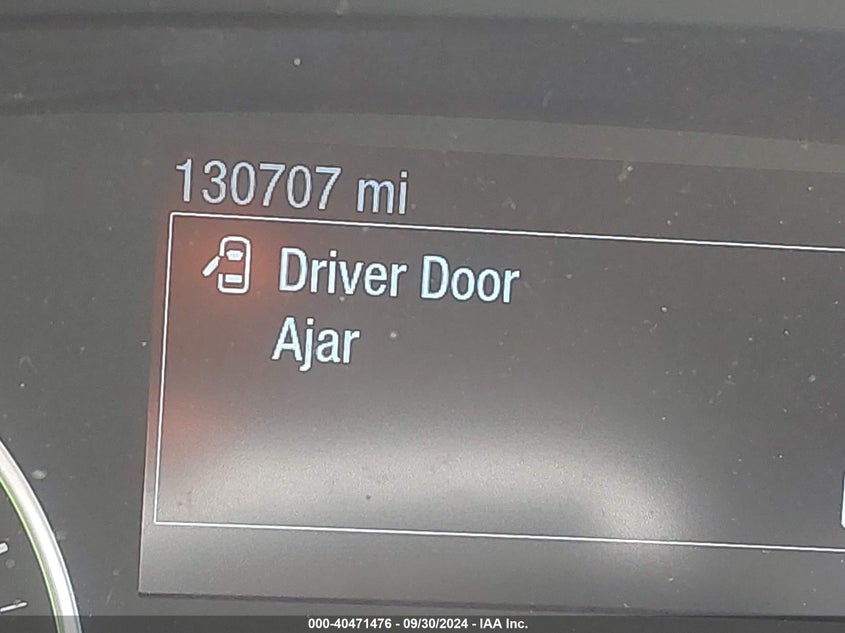 130707 mi
Driver Door
Ajar
000-40471476 - 09/30/2024 - IAA Inc.